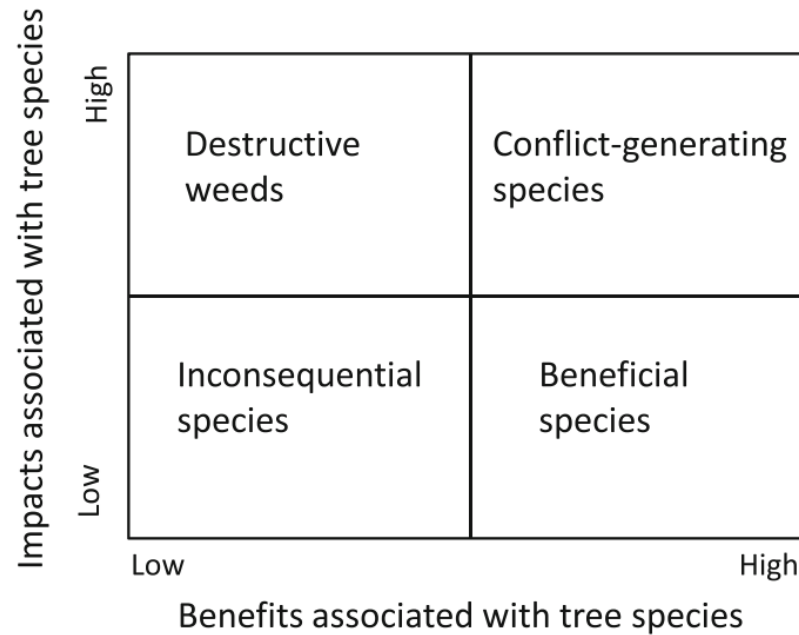 Impacts associated with tree species
High
Low
Destructive
weeds
Conflict-generating
species
Inconsequential
species
Beneficial
species
Low
High
Benefits associated with tree species